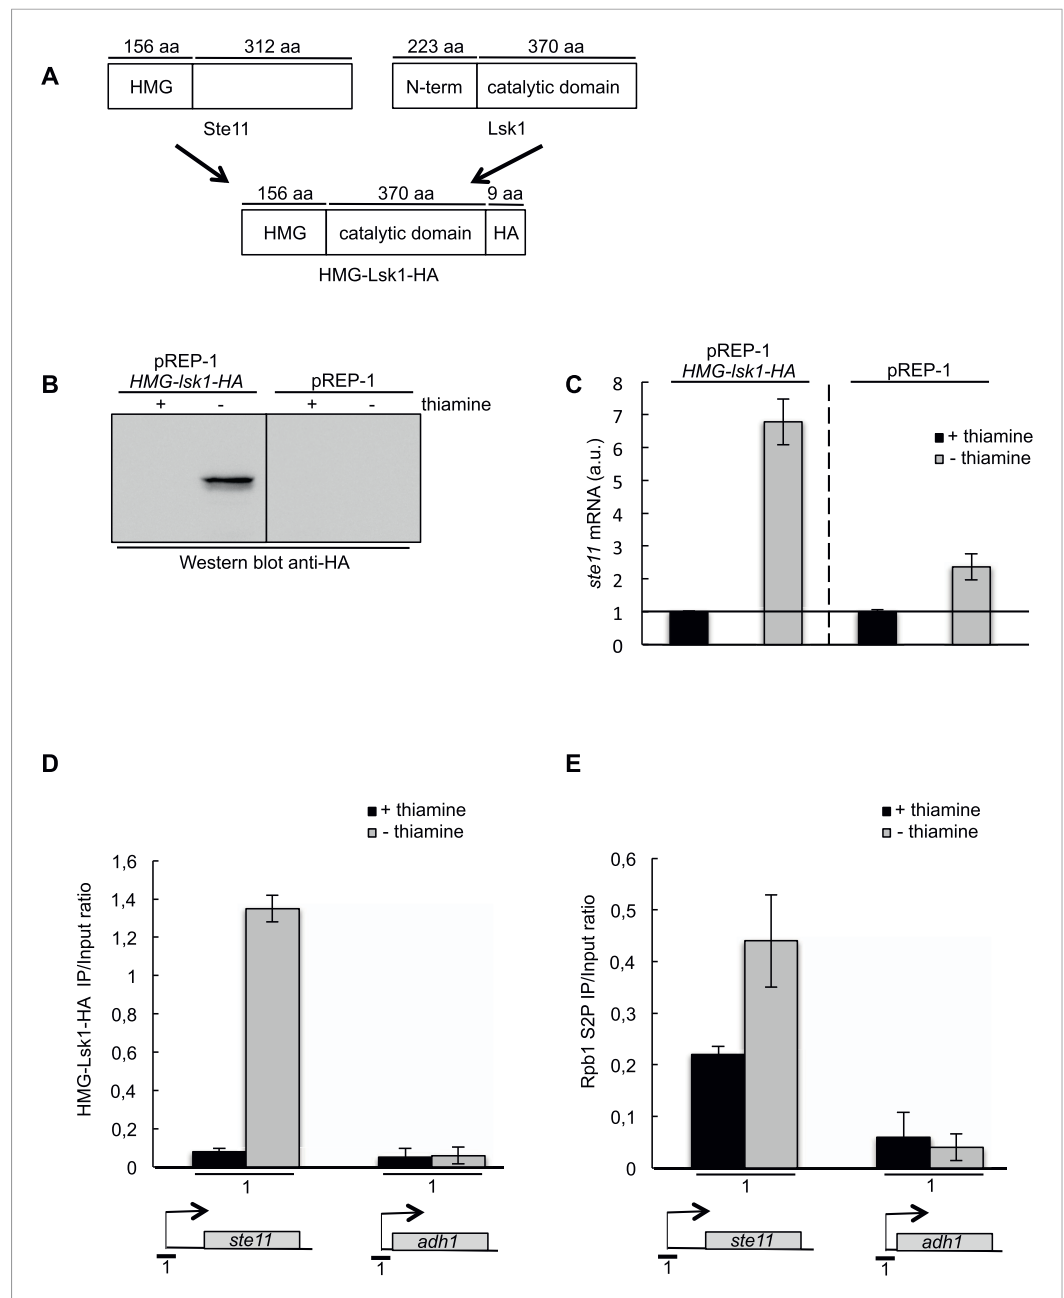 A
156 aa 312 aa
HMG
Ste11
223 aa 370 aa
N-term catalytic domain
Lsk1
156 aa 370 aa 9 aa
HMG catalytic domain HA
HMG-Lsk1-HA
B
pREP-1
HMG-lsk1-HA
pREP-1
+ - + - thiamine
Western blot anti-HA
C
pREP-1
HMG-lsk1-HA
pREP-1
+ thiamine
- thiamine
ste11 mRNA (a.u.)
8
7
6
5
4
3
2
1
0
D
+ thiamine
- thiamine
HMG-Lsk1-HA IP/Input ratio
1,6
1,4
1,2
1
0,8
0,6
0,4
0,2
0
1 1
ste11 adh1
1 1
E
+ thiamine
- thiamine
Rpb1 S2P IP/Input ratio
0,6
0,5
0,4
0,3
0,2
0,1
0
1 1
ste11 adh1
1 1